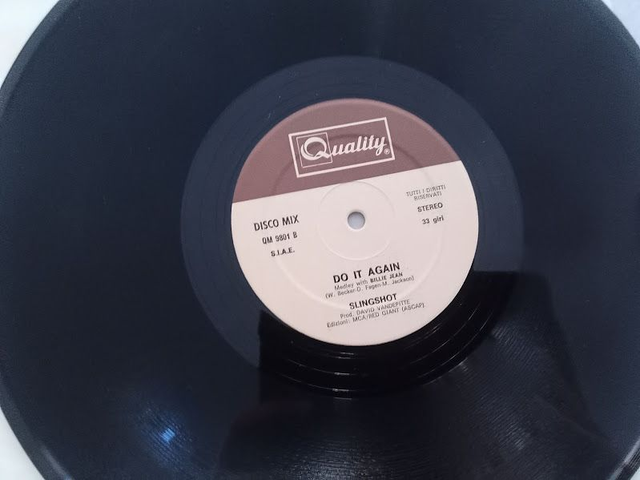 Quality®
TUTTI I DIRITTI
RISERVATI
DISCO MIX
STEREO
QM 9801 B
33 giri
S.I.A.E.
DO IT AGAIN
Medley with BILLIE JEAN
(W. Becker-D. Fagen-M. Jackson)
SLINGSHOT
Prod. DAVID VANDEPITTE
Edizioni: MCA/RED GIANT (ASCAP)